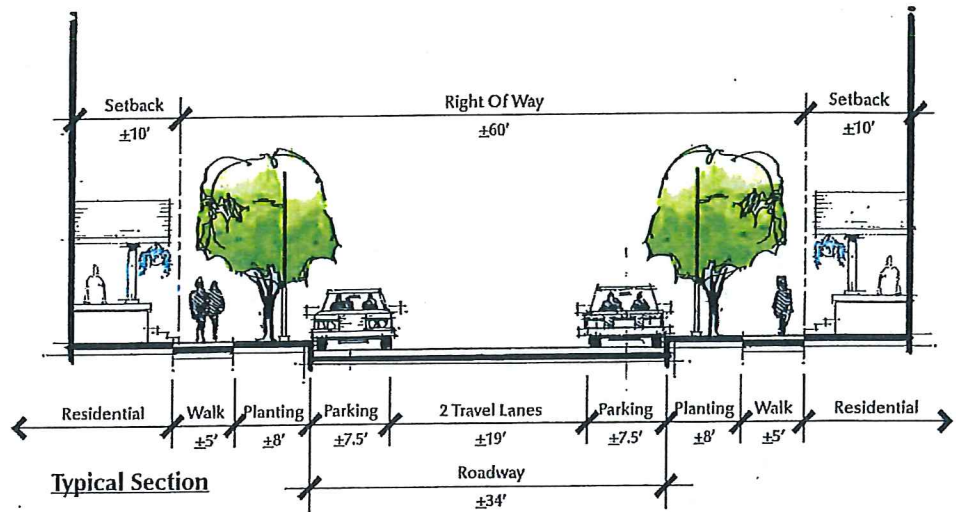 Setback Right Of Way Setback
±10' ±60' ±10'
Residential Walk Planting Parking 2 Travel Lanes Parking Planting Walk Residential
±5' ±8' ±7.5' ±19' ±7.5' ±8' ±5'
Typical Section Roadway
±34'